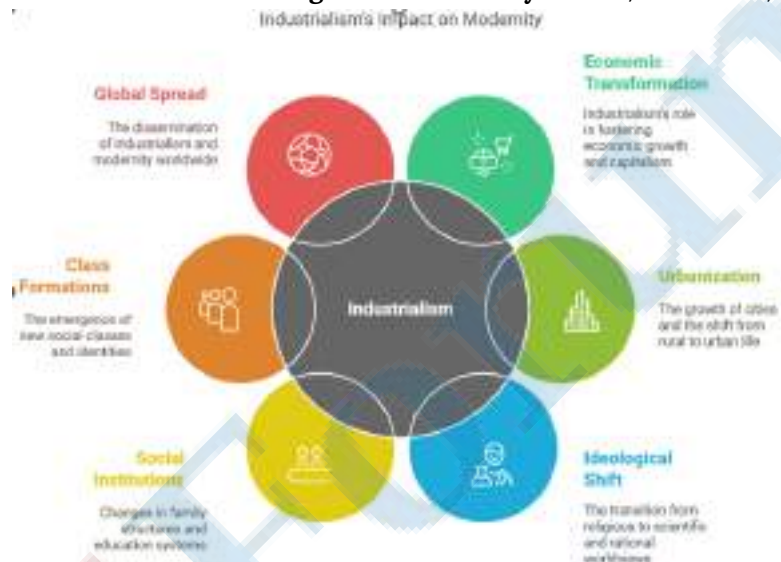 Industrialism's Impact on Modernity
Global Spread
The dissemination
of industrialism and
modernity worldwide
Economic
Transformation
Industrialism's role
in fostering
economic growth
and capitalism
Class
Formations
The emergence of
new social classes
and identities
Industrialism
Urbanization
The growth of cities
and the shift from
rural to urban life
Social
Institutions
Changes in family
structures and
education systems
Ideological
Shift
The transition from
religious to scientific
and rational
worldviews